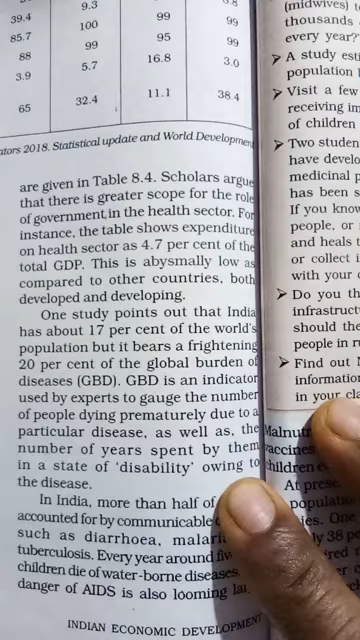 9.3
6.8
39.4 100 99 99
85.7 99 95 99
88 5.7 16.8 3.0
3.9
65 32.4 11.1 38.4
ators 2018. Statistical update and World Developmen
are given in Table 8.4. Scholars argue
that there is greater scope for the role
of government in the health sector. For
instance, the table shows expenditure
on health sector as 4.7 per cent of the
total GDP. This is abysmally low as
compared to other countries, both
developed and developing.
One study points out that India
has about 17 per cent of the world's
population but it bears a frightening
20 per cent of the global burden of
diseases (GBD). GBD is an indicator
used by experts to gauge the number
of people dying prematurely due to a
particular disease, as well as, the
number of years spent by them
in a state of 'disability' owing to
the disease.
In India, more than half of
accounted for by communicable
such as diarrhoea, malari
tuberculosis. Every year around
children die of water-borne diseases.
danger of AIDS is also looming
INDIAN ECONOMIC DEVELOPMENT
(midwives) t
thousands
every year?
➤ A study esti
population
➤ Visit a few
receiving im
of children
➤ Two studen
have develo
medicinal p
has been s
If you know
people, or
and heals t
or collect i
with your
➤ Do you th
infrastruct
should the
people in r
➤ Find out
information
in your cla
Malnutr
vaccines
children
At prese
populati
One
38 p